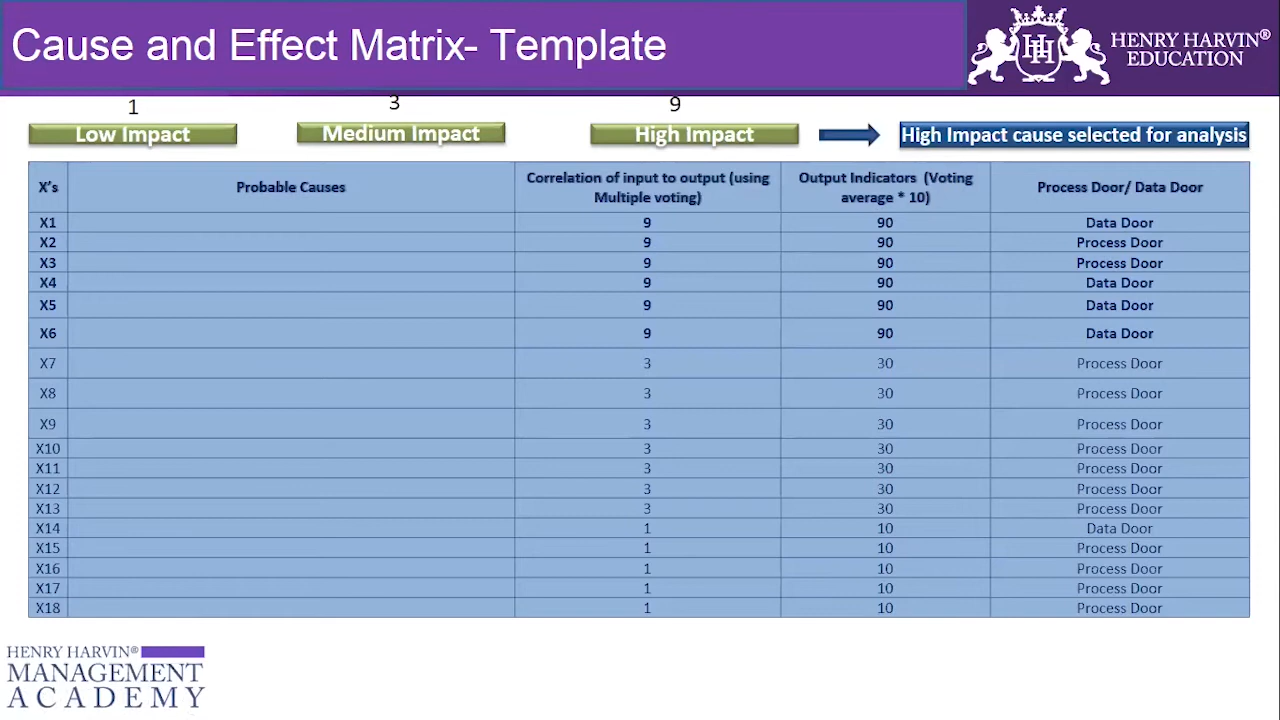 Cause and Effect Matrix- Template
HENRY HARVIN®
EDUCATION
1
3
9
Low Impact
Medium Impact
High Impact
High Impact cause selected for analysis
X's
Probable Causes
Correlation of input to output (using
Multiple voting)
Output Indicators (Voting
average * 10)
Process Door/ Data Door
X1 9 90 Data Door
X2 9 90 Process Door
X3 9 90 Process Door
X4 9 90 Data Door
X5 9 90 Data Door
X6 9 90 Data Door
X7 3 30 Process Door
X8 3 30 Process Door
X9 3 30 Process Door
X10 3 30 Process Door
X11 3 30 Process Door
X12 3 30 Process Door
X13 3 30 Process Door
X14 1 10 Data Door
X15 1 10 Process Door
X16 1 10 Process Door
X17 1 10 Process Door
X18 1 10 Process Door
HENRY HARVIN®
MANAGEMENT
ACADEMY